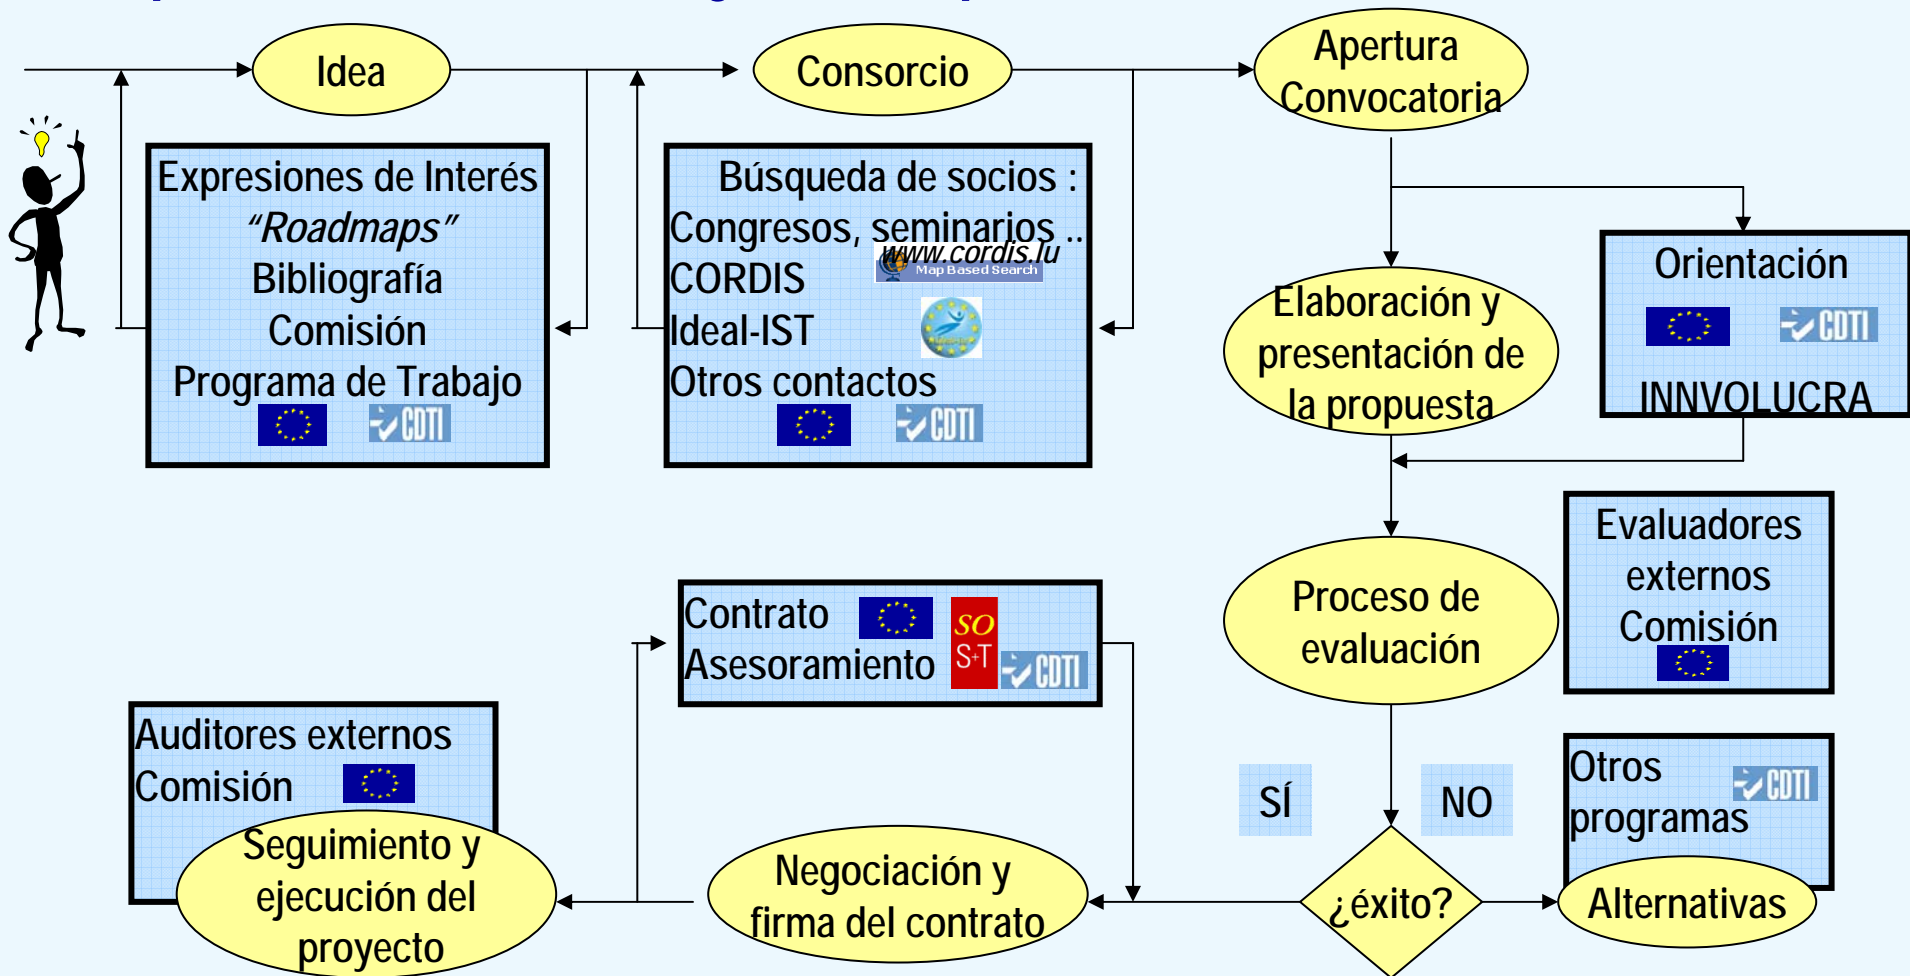 Idea
Consorcio
Apertura
Convocatoria
Expresiones de Interés
“Roadmaps”
Bibliografía
Comisión
Programa de Trabajo
CDTI
Búsqueda de socios :
Congresos, seminarios ..
www.cordis.lu
Map Based Search
CORDIS
Ideal-IST
Otros contactos
CDTI
Orientación
CDTI
INNVOLUCRA
Elaboración y
presentación de
la propuesta
Evaluadores
externos
Comisión
Proceso de
evaluación
Contrato
Asesoramiento
SO
S+T
CDTI
Auditores externos
Comisión
Seguimiento y
ejecución del
proyecto
Negociación y
firma del contrato
SÍ
NO
¿éxito?
Otros
programas
CDTI
Alternativas